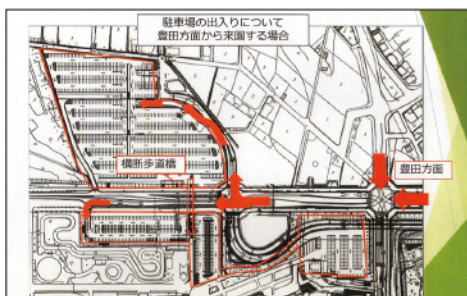 駐車場の出入りについて
豊田方面から来園する場合
横断歩道橋
豊田方面